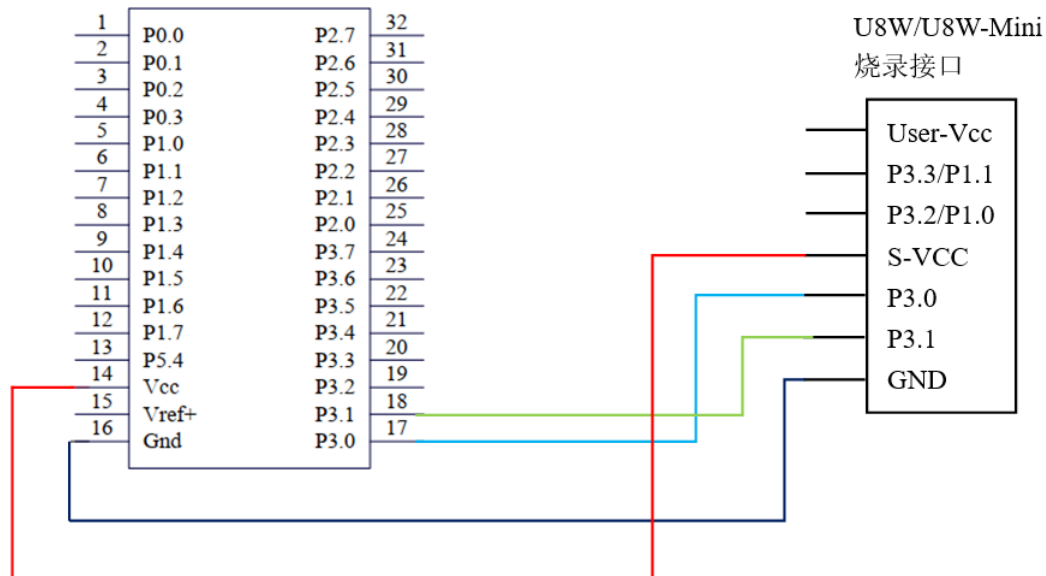 1 P0.0 P2.7 32
2 P0.1 P2.6 31
3 P0.2 P2.5 30
4 P0.3 P2.4 29
5 P1.0 P2.3 28
6 P1.1 P2.2 27
7 P1.2 P2.1 26
8 P1.3 P2.0 25
9 P1.4 P3.7 24
10 P1.5 P3.6 23
11 P1.6 P3.5 22
12 P1.7 P3.4 21
13 P5.4 P3.3 20
14 Vcc P3.2 19
15 Vref+ P3.1 18
16 Gnd P3.0 17
U8W/U8W-Mini
烧录接口
User-Vcc
P3.3/P1.1
P3.2/P1.0
S-VCC
P3.0
P3.1
GND